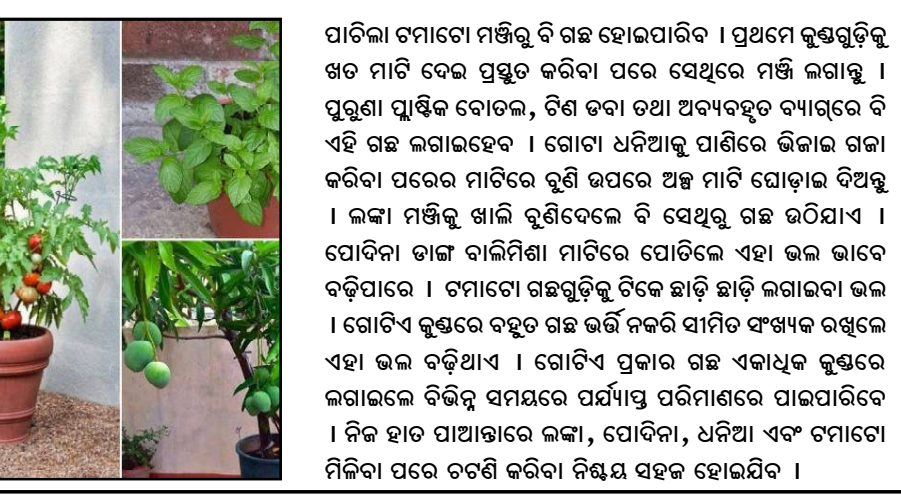 ପାଚିଲା ଟମାଟୋ ମଞ୍ଜିରୁ ବି ଗଛ ହୋଇପାରିବ । ପ୍ରଥମେ କୁଣ୍ଡଗୁଡ଼ିକୁ
ଖତ ମାଟି ଦେଇ ପ୍ରସ୍ତୁତ କରିବା ପରେ ସେଥିରେ ମଞ୍ଜି ଲଗାନ୍ତୁ ।
ପୁରୁଣା ପ୍ଲାଷ୍ଟିକ ବୋତଲ, ଟିଣ ଡବା ତଥା ଅବ୍ୟବହୃତ ବ୍ୟାଗ୍‌ରେ ବି
ଏହି ଗଛ ଲଗାଇହେବ । ଗୋଟା ଧନିଆକୁ ପାଣିରେ ଭିଜାଇ ଗଜା
କରିବା ପରେର ମାଟିରେ ବୁଣି ଉପରେ ଅଳ୍ପ ମାଟି ଘୋଡ଼ାଇ ଦିଅନ୍ତୁ
। ଲଙ୍କା ମଞ୍ଜିକୁ ଖାଲି ବୁଣିଦେଲେ ବି ସେଥିରୁ ଗଛ ଉଠିଯାଏ ।
ପୋଦିନା ଡାଙ୍ଗ ବାଲିମିଶା ମାଟିରେ ପୋତିଲେ ଏହା ଭଲ ଭାବେ
ବଢ଼ିପାରେ । ଟମାଟୋ ଗଛଗୁଡ଼ିକୁ ଟିକେ ଛାଡ଼ି ଛାଡ଼ି ଲଗାଇବା ଭଲ
। ଗୋଟିଏ କୁଣ୍ଡରେ ବହୁତ ଗଛ ଭର୍ତ୍ତି ନକରି ସୀମିତ ସଂଖ୍ୟକ ରଖିଲେ
ଏହା ଭଲ ବଢ଼ିଥାଏ । ଗୋଟିଏ ପ୍ରକାର ଗଛ ଏକାଧିକ କୁଣ୍ଡରେ
ଲଗାଇଲେ ବିଭିନ୍ନ ସମୟରେ ପର୍ଯ୍ୟାପ୍ତ ପରିମାଣରେ ପାଇପାରିବେ
। ନିଜ ହାତ ପାଆନ୍ତାରେ ଲଙ୍କା, ପୋଦିନା, ଧନିଆ ଏବଂ ଟମାଟୋ
ମିଳିବା ପରେ ଚଟଣି କରିବା ନିଶ୍ଚୟ ସହଜ ହୋଇଯିବ ।